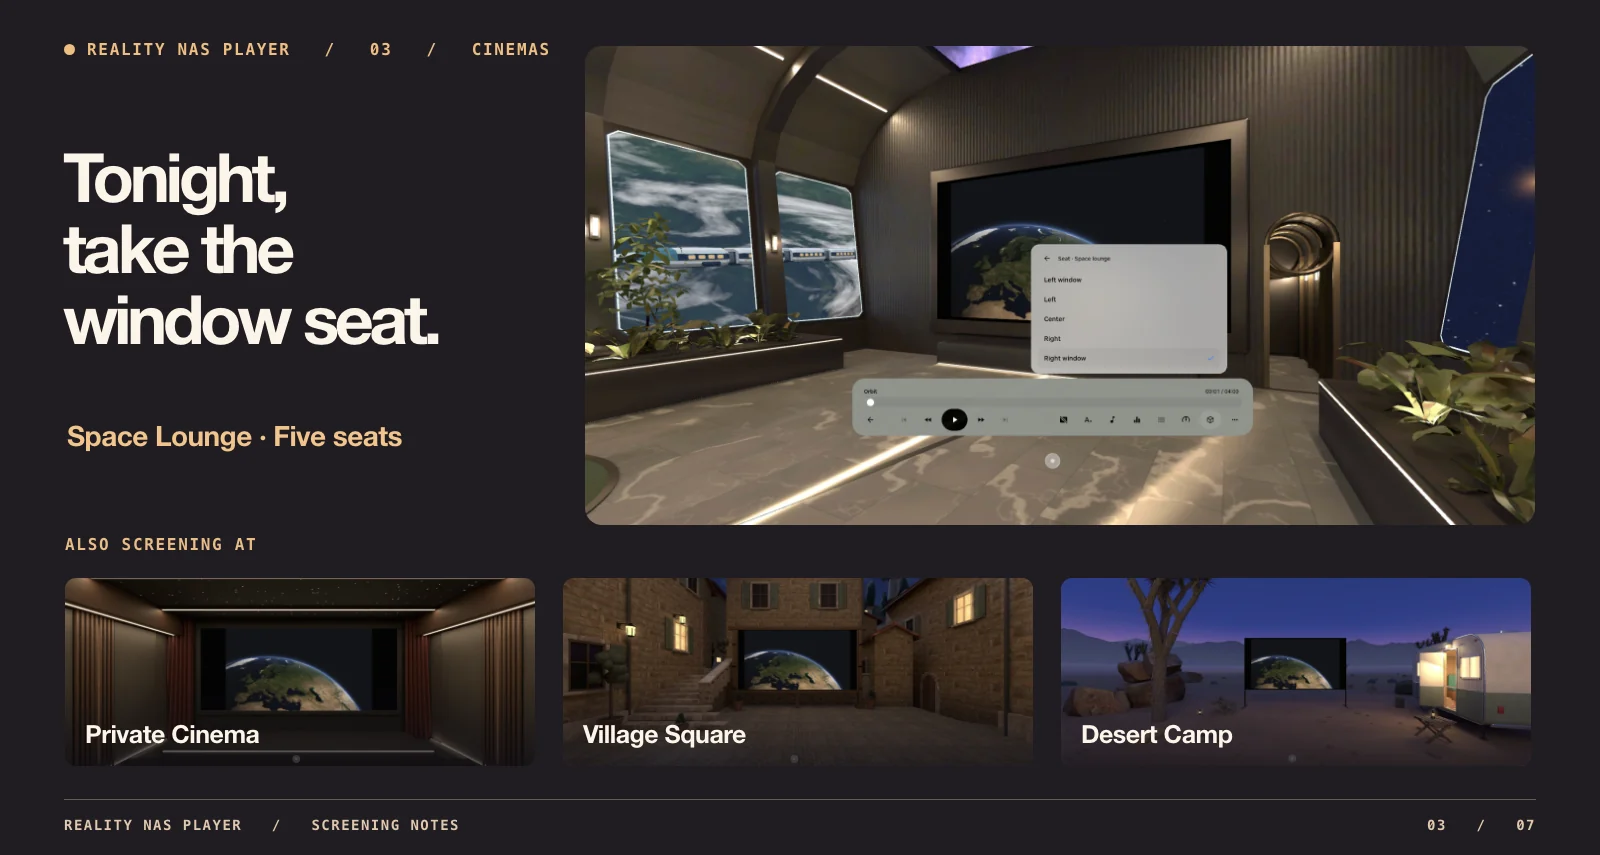 REALITY NAS PLAYER / 03 / CINEMAS
Tonight,
take the
window seat.
Space Lounge · Five seats
Seat · Space lounge
Left window
Left
Center
Right
Right window
Orbit
ALSO SCREENING AT
Private Cinema
Village Square
Desert Camp
REALITY NAS PLAYER / SCREENING NOTES
03 / 07